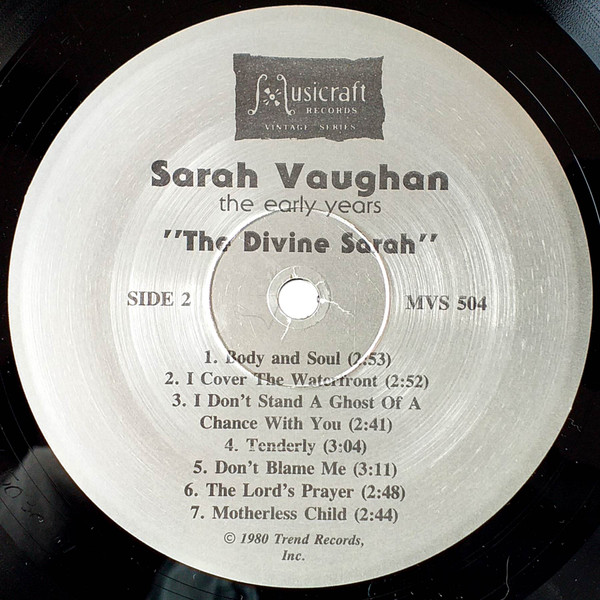 Musicraft
RECORDS
VINTAGE SERIES
Sarah Vaughan
the early years
"The Divine Sarah"
SIDE 2
MVS 504
1. Body and Soul (2:53)
2. I Cover The Waterfront (2:52)
3. I Don't Stand A Ghost Of A
Chance With You (2:41)
4. Tenderly (3:04)
5. Don't Blame Me (3:11)
6. The Lord's Prayer (2:48)
7. Motherless Child (2:44)
© 1980 Trend Records,
Inc.